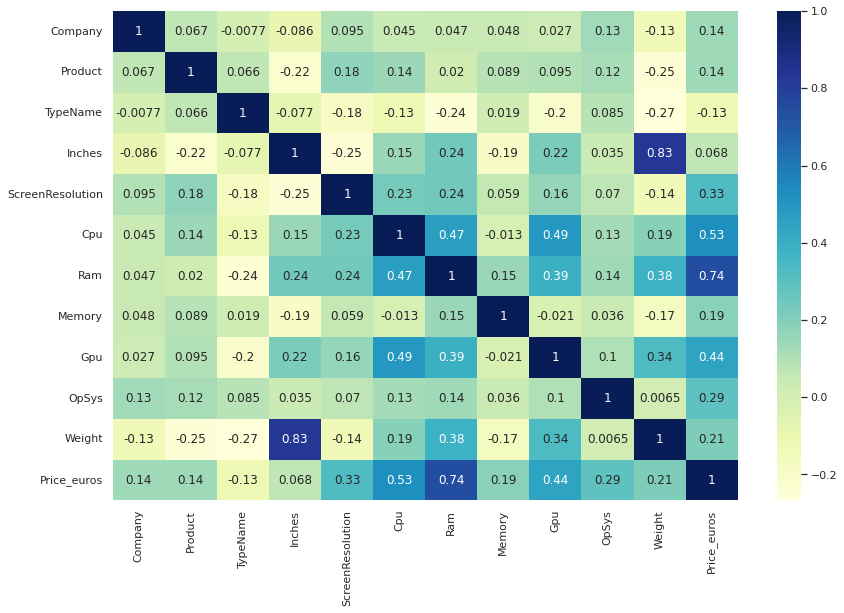 Company 1 0.067 -0.0077 -0.086 0.095 0.045 0.047 0.048 0.027 0.13 -0.13 0.14
Product 0.067 1 0.066 -0.22 0.18 0.14 0.02 0.089 0.095 0.12 -0.25 0.14
TypeName -0.0077 0.066 1 -0.077 -0.18 -0.13 -0.24 0.019 -0.2 0.085 -0.27 -0.13
Inches -0.086 -0.22 -0.077 1 -0.25 0.15 0.24 -0.19 0.22 0.035 0.83 0.068
ScreenResolution 0.095 0.18 -0.18 -0.25 1 0.23 0.24 0.059 0.16 0.07 -0.14 0.33
Cpu 0.045 0.14 -0.13 0.15 0.23 1 0.47 -0.013 0.49 0.13 0.19 0.53
Ram 0.047 0.02 -0.24 0.24 0.24 0.47 1 0.15 0.39 0.14 0.38 0.74
Memory 0.048 0.089 0.019 -0.19 0.059 -0.013 0.15 1 -0.021 0.036 -0.17 0.19
Gpu 0.027 0.095 -0.2 0.22 0.16 0.49 0.39 -0.021 1 0.1 0.34 0.44
OpSys 0.13 0.12 0.085 0.035 0.07 0.13 0.14 0.036 0.1 1 0.0065 0.29
Weight -0.13 -0.25 -0.27 0.83 -0.14 0.19 0.38 -0.17 0.34 0.0065 1 0.21
Price_euros 0.14 0.14 -0.13 0.068 0.33 0.53 0.74 0.19 0.44 0.29 0.21 1
Company
Product
TypeName
Inches
ScreenResolution
Cpu
Ram
Memory
Gpu
OpSys
Weight
Price_euros
1.0
0.8
0.6
0.4
0.2
0.0
−0.2